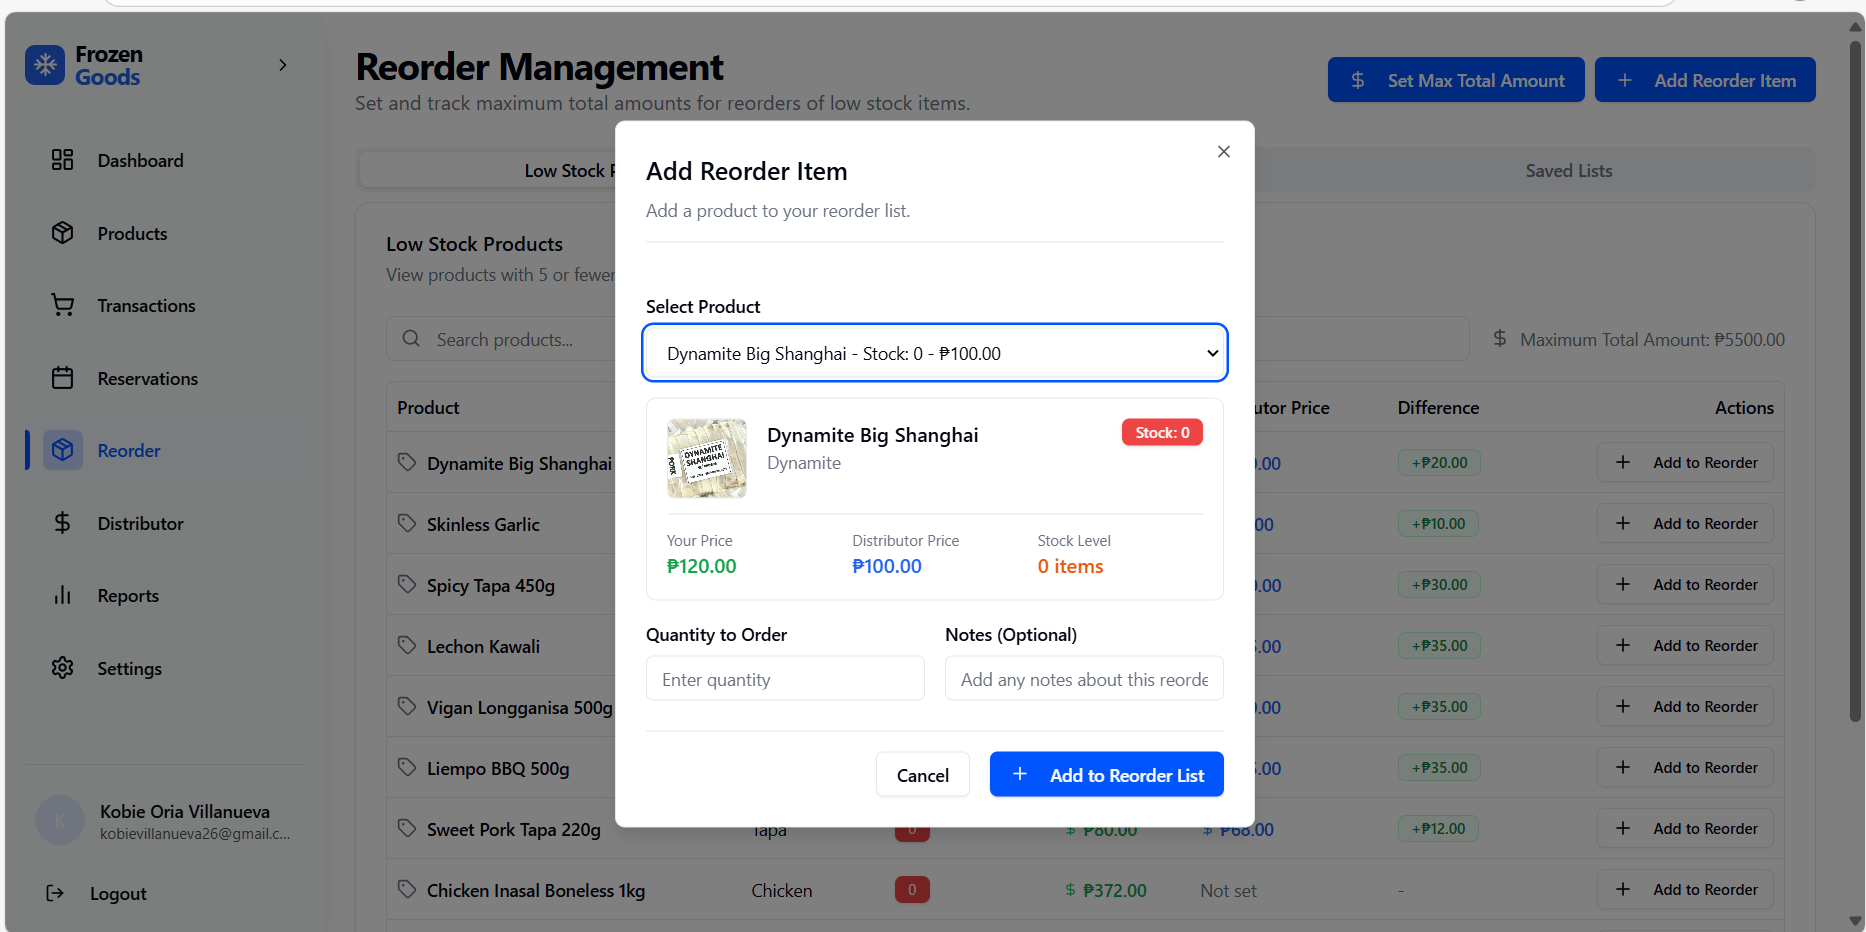 Frozen
Goods
Dashboard
Products
Transactions
Reservations
Reorder
Distributor
Reports
Settings
K
Kobie Oria Villanueva
kobievillanueva26@gmail.c...
Logout
Reorder Management
Set and track maximum total amounts for reorders of low stock items.
$ Set Max Total Amount
+ Add Reorder Item
Low Stock
Saved Lists
Low Stock Products
View products with 5 or fewer
Search products...
$ Maximum Total Amount: ₱5500.00
Product
utor Price
Difference
Actions
Dynamite Big Shanghai
.00
+₱20.00
+ Add to Reorder
Skinless Garlic
00
+₱10.00
+ Add to Reorder
Spicy Tapa 450g
.00
+₱30.00
+ Add to Reorder
Lechon Kawali
.00
+₱35.00
+ Add to Reorder
Vigan Longganisa 500g
.00
+₱35.00
+ Add to Reorder
Liempo BBQ 500g
.00
+₱35.00
+ Add to Reorder
Sweet Pork Tapa 220g
Tapa
0
$ ₱80.00
$ ₱68.00
+₱12.00
+ Add to Reorder
Chicken Inasal Boneless 1kg
Chicken
0
$ ₱372.00
Not set
-
+ Add to Reorder
Add Reorder Item
Add a product to your reorder list.
Select Product
Dynamite Big Shanghai - Stock: 0 - ₱100.00
DYNAMITE
SHANGHAI
PORK
Dynamite Big Shanghai
Dynamite
Stock: 0
Your Price
₱120.00
Distributor Price
₱100.00
Stock Level
0 items
Quantity to Order
Enter quantity
Notes (Optional)
Add any notes about this reorde
Cancel
+ Add to Reorder List